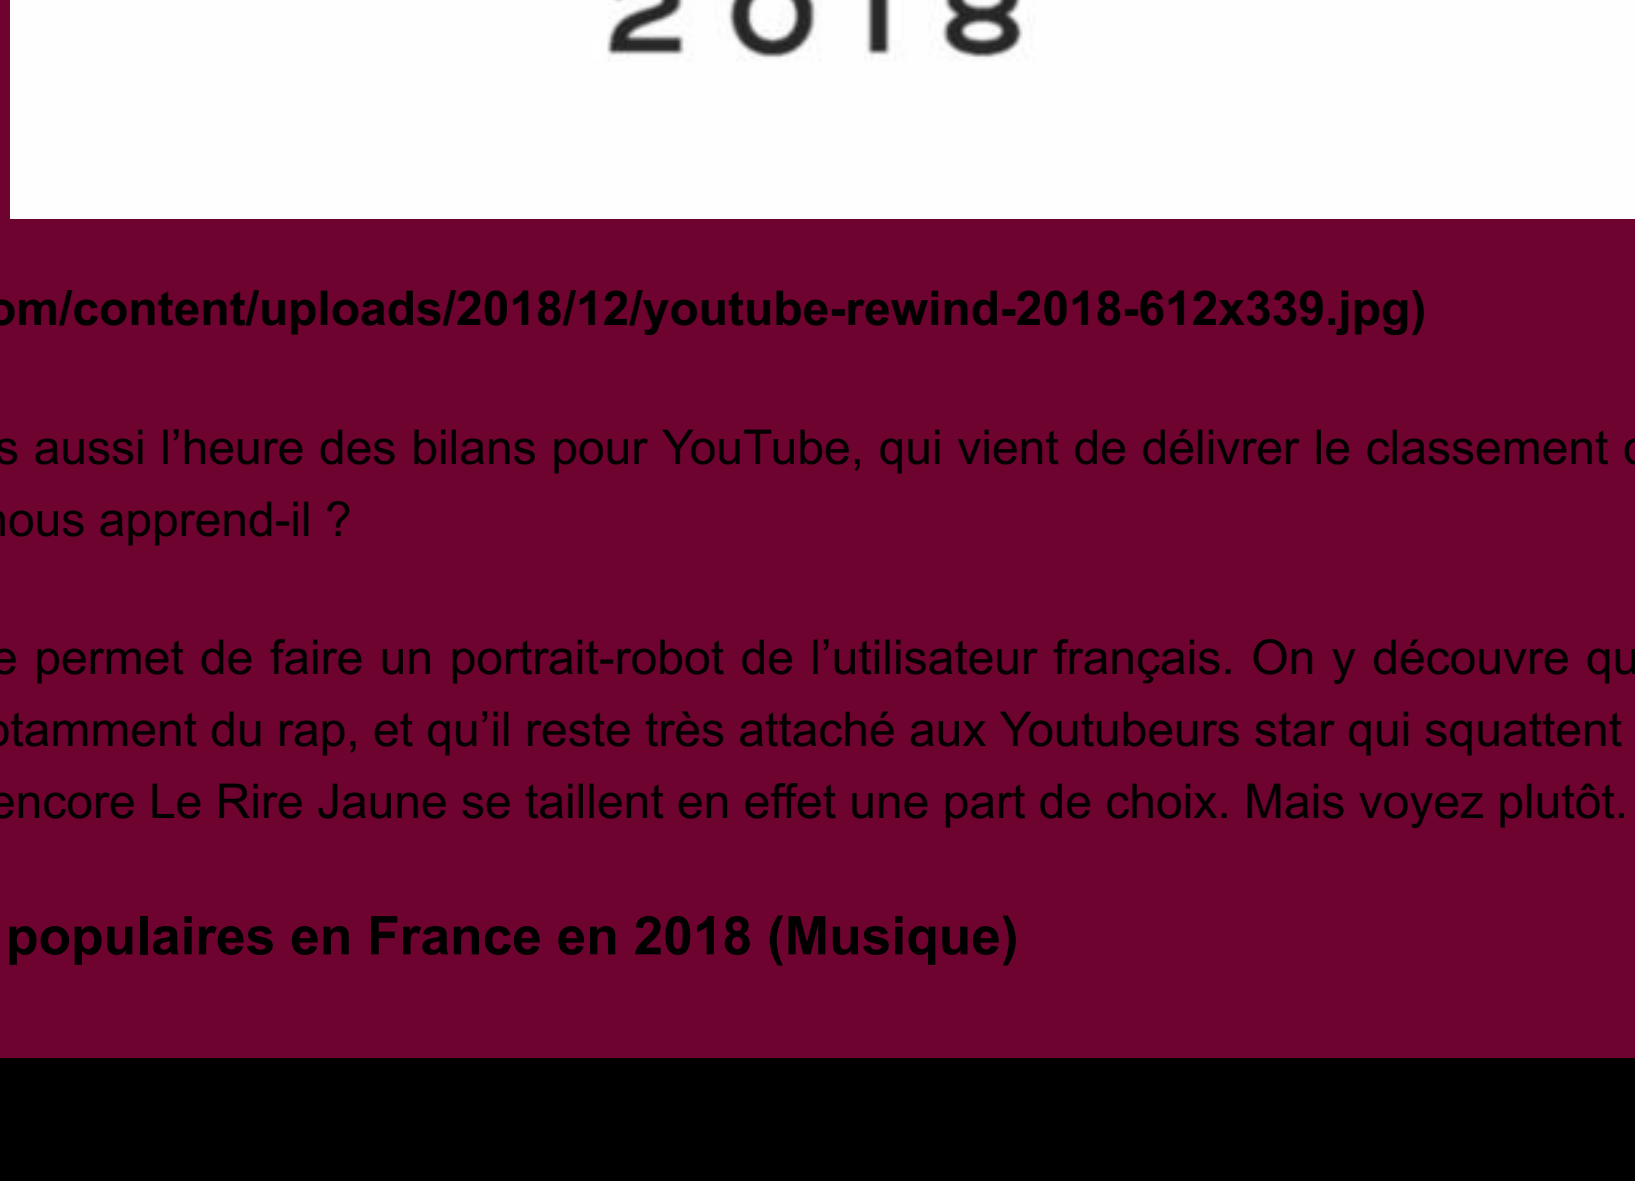 2018
om/content/uploads/2018/12/youtube-rewind-2018-612x339.jpg)
s aussi l’heure des bilans pour YouTube, qui vient de délivrer le classement
nous apprend-il ?
e permet de faire un portrait-robot de l’utilisateur français. On y découvre qu
otamment du rap, et qu’il reste très attaché aux Youtubeurs star qui squattent
encore Le Rire Jaune se taillent en effet une part de choix. Mais voyez plutôt.
populaires en France en 2018 (Musique)